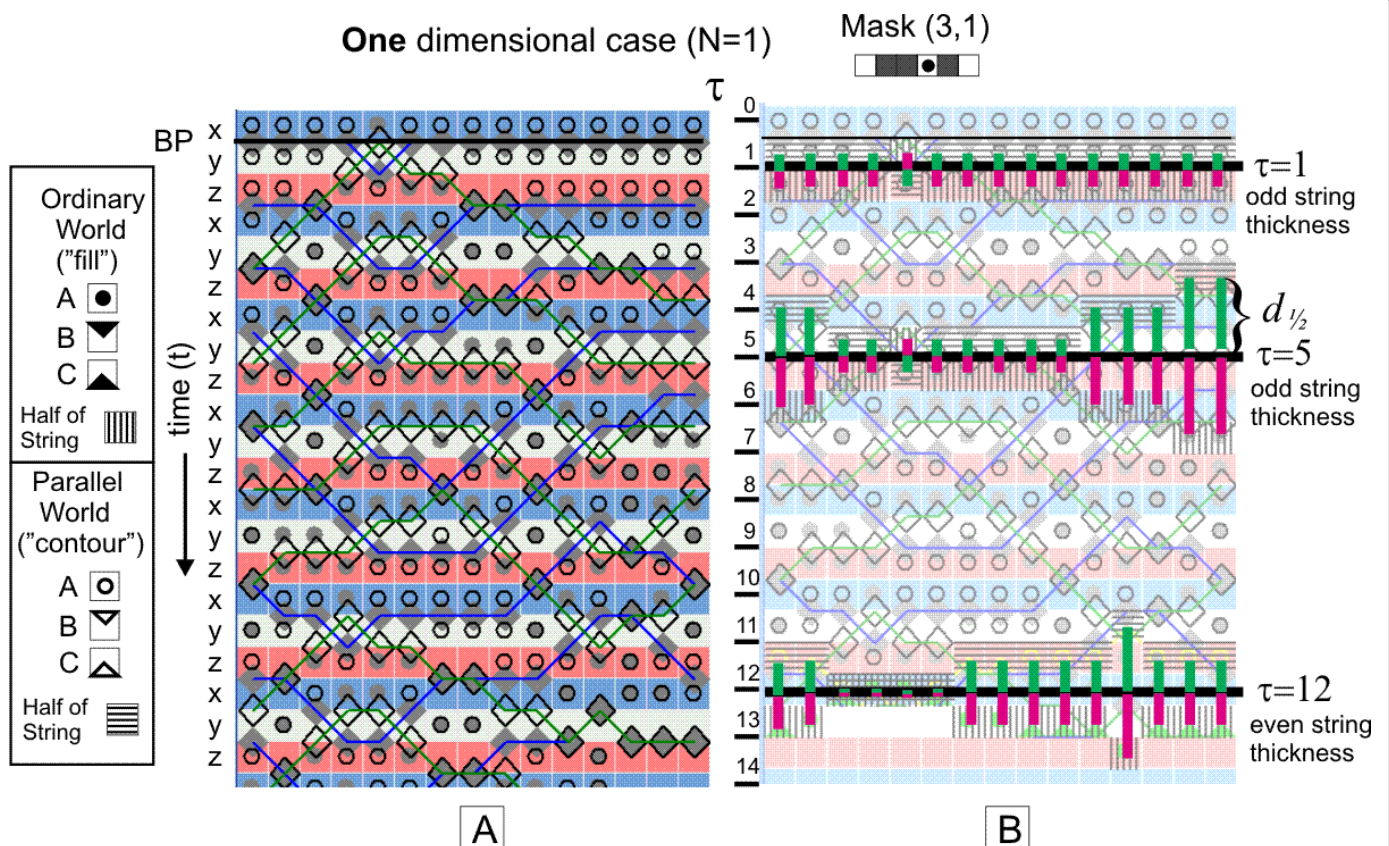 One dimensional case (N=1)
Mask (3,1)
Ordinary
World
("fill")
A
B
C
Half of
String
Parallel
World
("contour")
A
B
C
Half of
String
time (t)
BP
x
y
z
x
y
z
x
y
z
x
y
z
x
y
z
x
y
z
x
y
z
A
τ
0
1
2
3
4
5
6
7
8
9
10
11
12
13
14
τ=1
odd string
thickness
d ½
τ=5
odd string
thickness
τ=12
even string
thickness
B